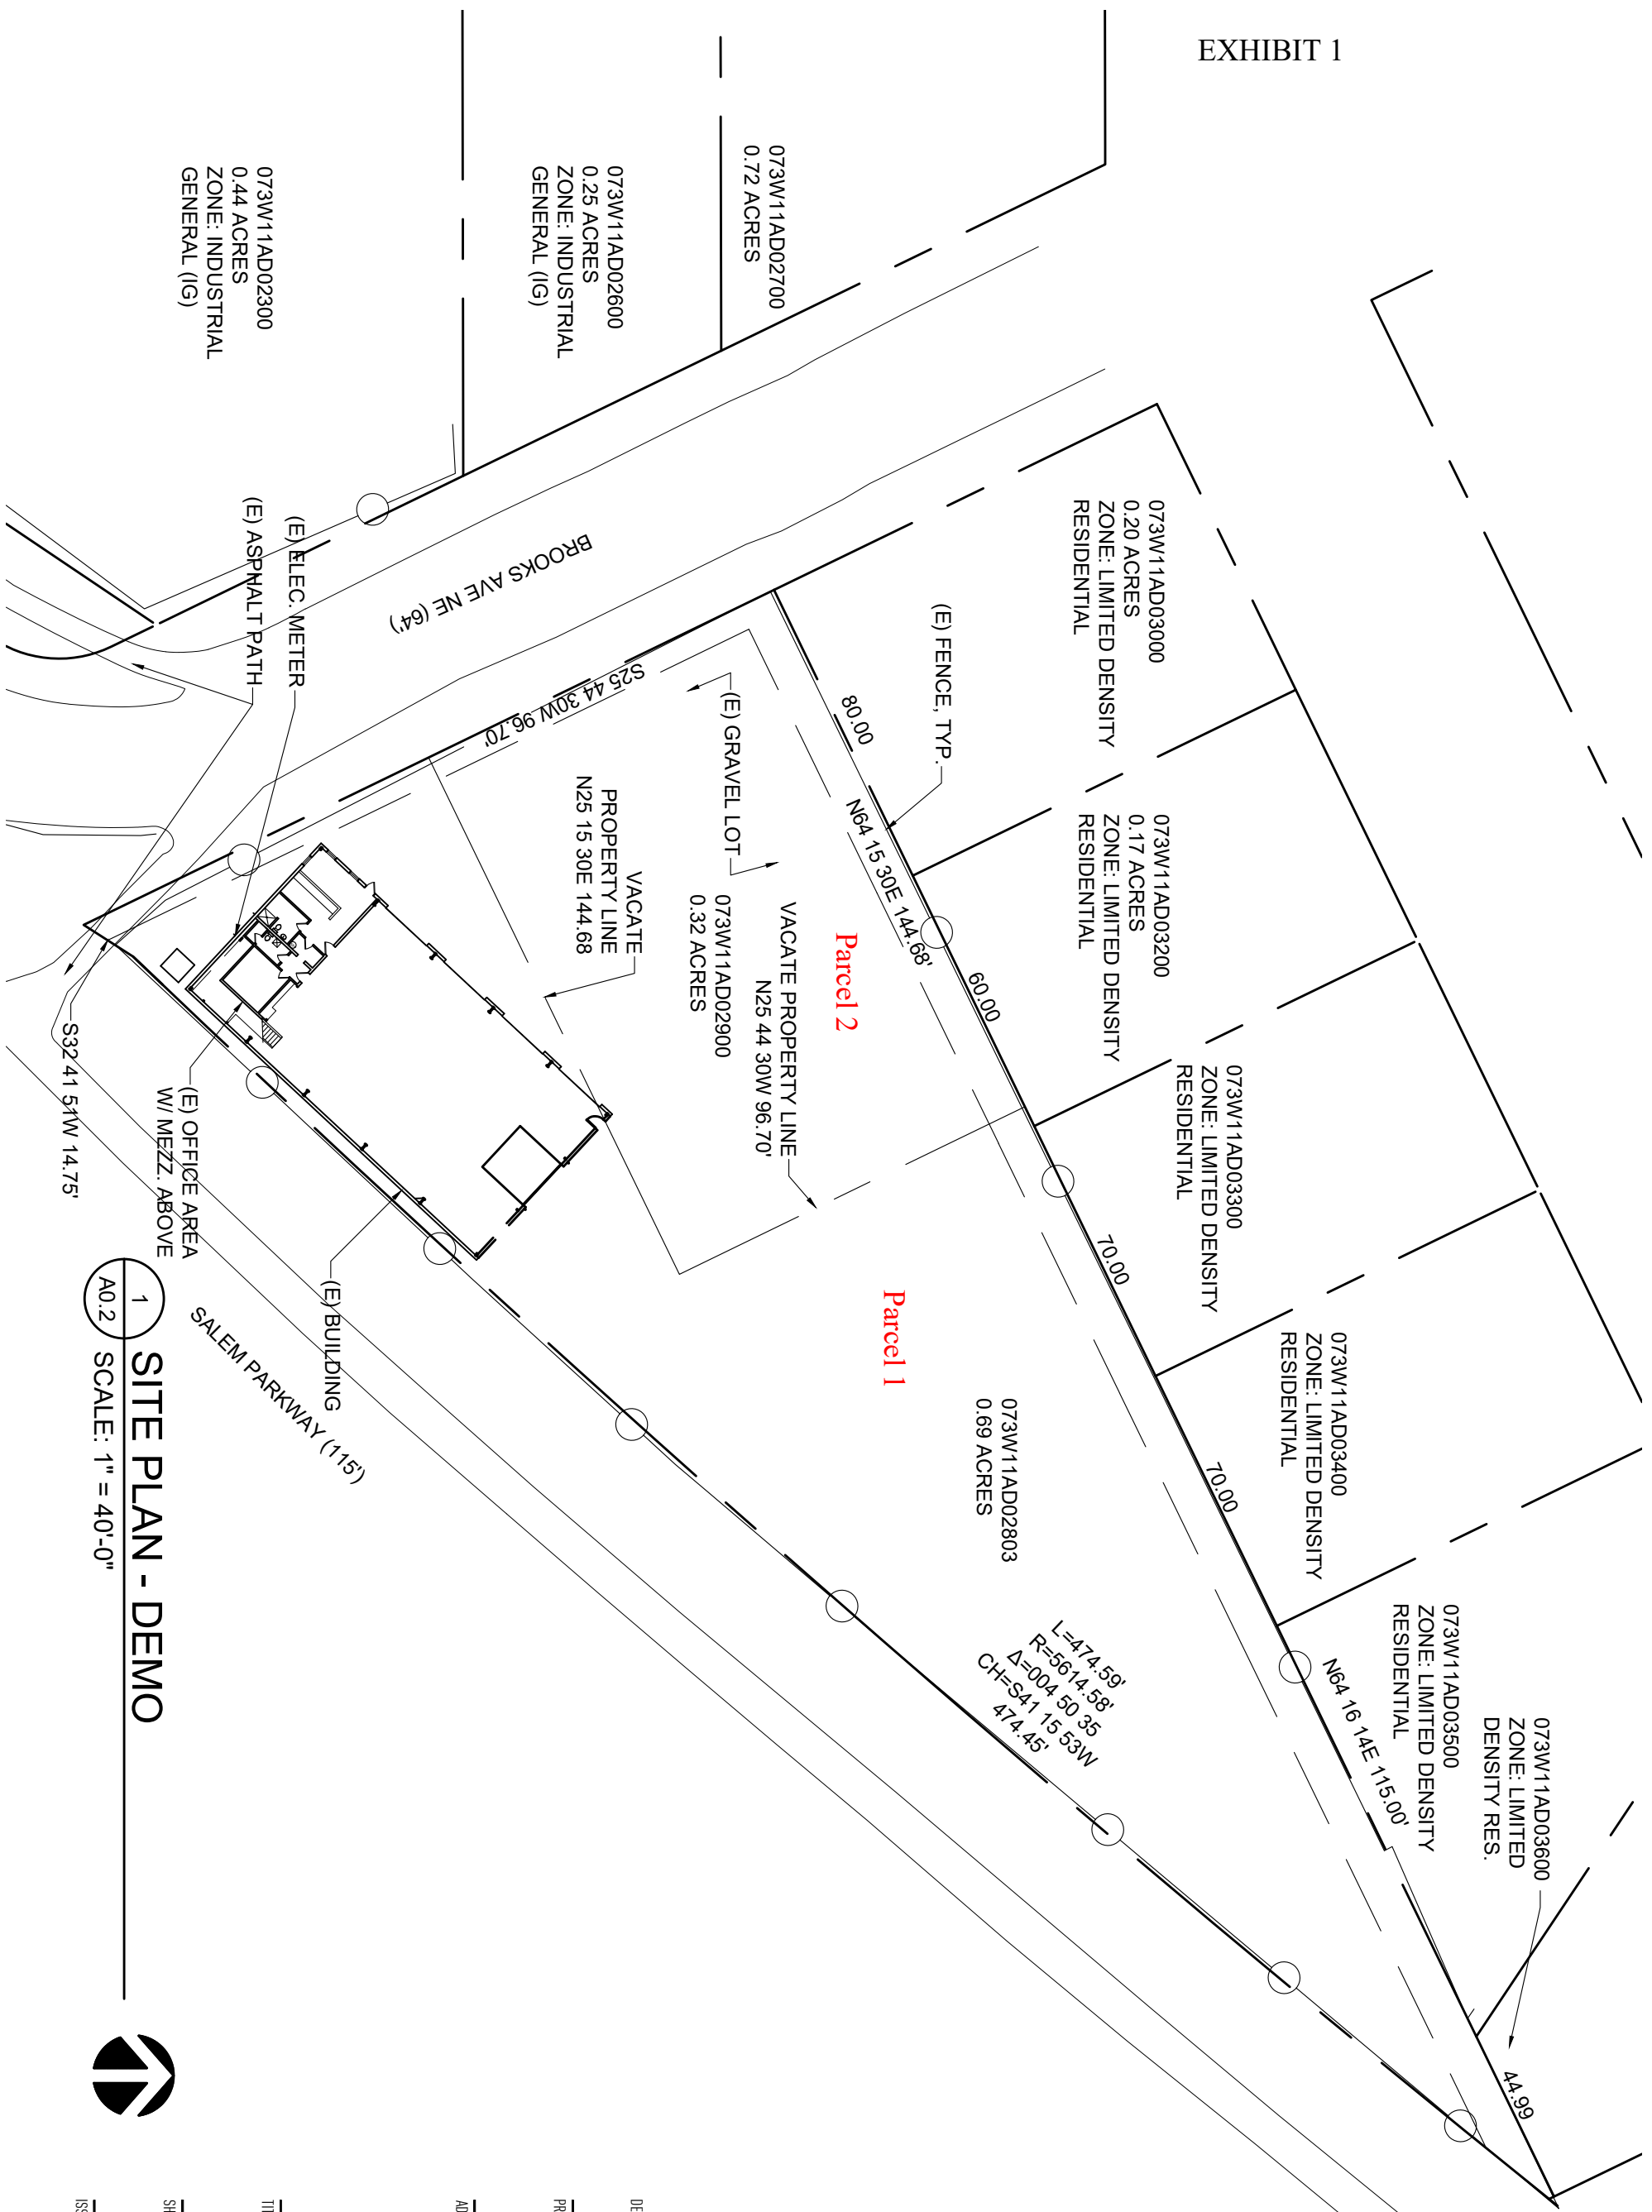 EXHIBIT 1
073W11AD02700
0.72 ACRES
073W11AD02600
0.25 ACRES
ZONE: INDUSTRIAL
GENERAL (IG)
073W11AD02300
0.44 ACRES
ZONE: INDUSTRIAL
GENERAL (IG)
073W11AD03000
0.20 ACRES
ZONE: LIMITED DENSITY
RESIDENTIAL
073W11AD03200
0.17 ACRES
ZONE: LIMITED DENSITY
RESIDENTIAL
073W11AD03300
ZONE: LIMITED DENSITY
RESIDENTIAL
073W11AD03400
ZONE: LIMITED DENSITY
RESIDENTIAL
073W11AD03500
ZONE: LIMITED DENSITY
RESIDENTIAL
073W11AD03600
ZONE: LIMITED
DENSITY RES.
(E) FENCE, TYP.
80.00
N64 15 30E 144.68'
60.00
70.00
70.00
N64 16 14E 115.00'
44.99
BROOKS AVE NE (64')
S25 44 30W 96.70'
(E) ELEC. METER
(E) ASPHALT PATH
(E) GRAVEL LOT
VACATE
PROPERTY LINE
N25 15 30E 144.68
073W11AD02900
0.32 ACRES
VACATE PROPERTY LINE
N25 44 30W 96.70'
Parcel 2
Parcel 1
073W11AD02803
0.69 ACRES
L=474.59'
R=5614.58'
Δ=004 50 35
CH=S41 15 53W
474.45'
(E) BUILDING
(E) OFFICE AREA
W/ MEZZ. ABOVE
S32 41 51W 14.75'
SALEM PARKWAY (115')
1
A0.2
SITE PLAN - DEMO
SCALE: 1" = 40'-0"
DE
PR
AD
TIT
SH
ISS